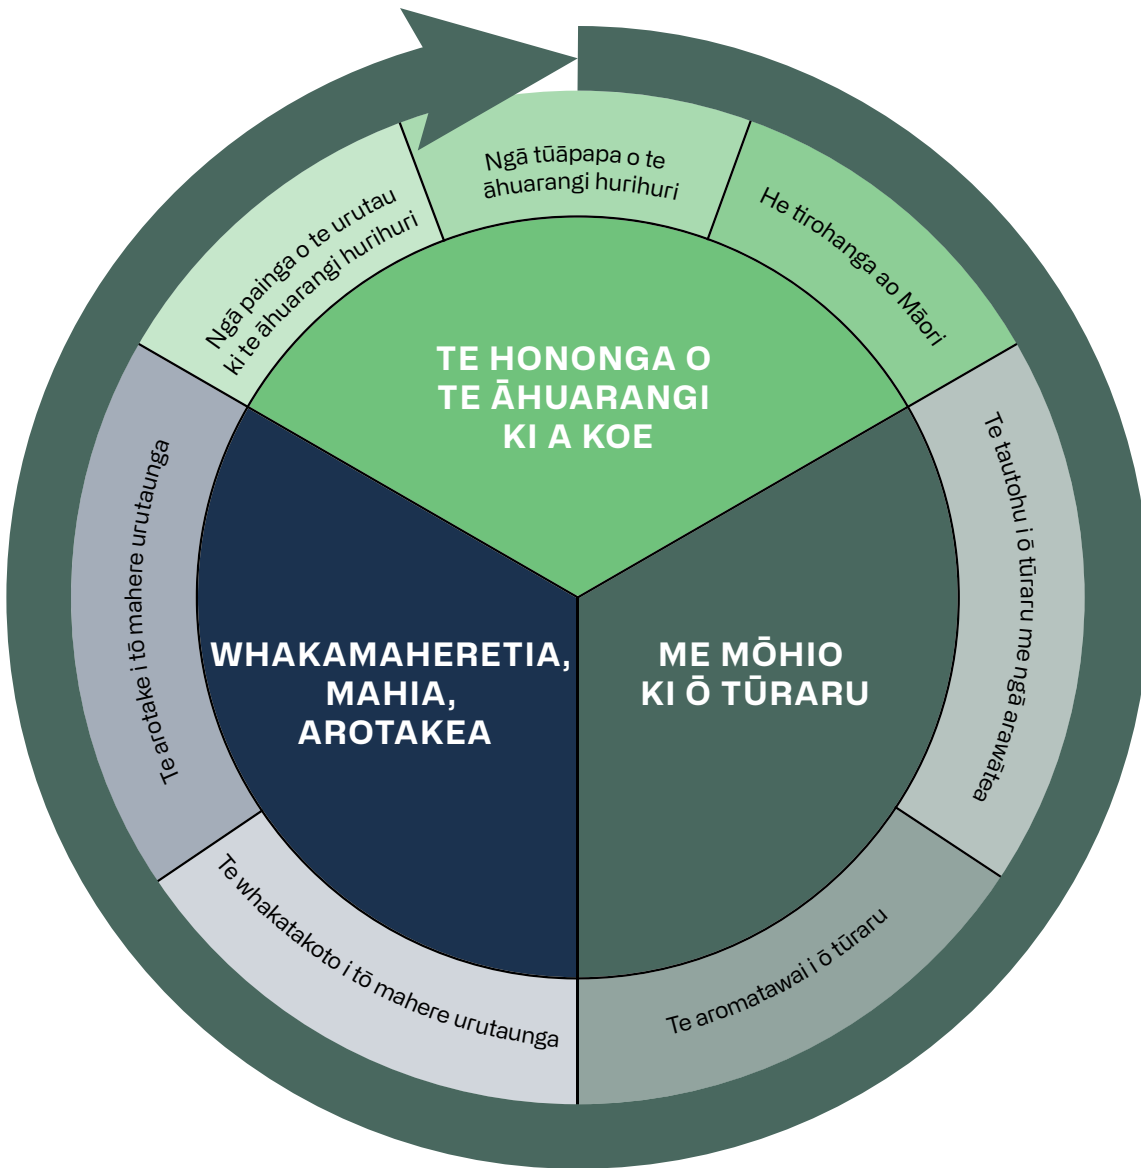 Ngā tūāpapa o te
āhuarangi hurihuri
He tirohanga ao Māori
Ngā painga o te urutau
ki te āhuarangi hurihuri
TE HONONGA O
TE ĀHUARANGI
KI A KOE
Te tautohu i ō tūraru me ngā arawātea
Te aromatawai i ō tūraru
ME MŌHIO
KI Ō TŪRARU
Te whakatakoto i tō mahere urutaunga
Te arotake i tō mahere urutaunga
WHAKAMAHERETIA,
MAHIA,
AROTAKEA